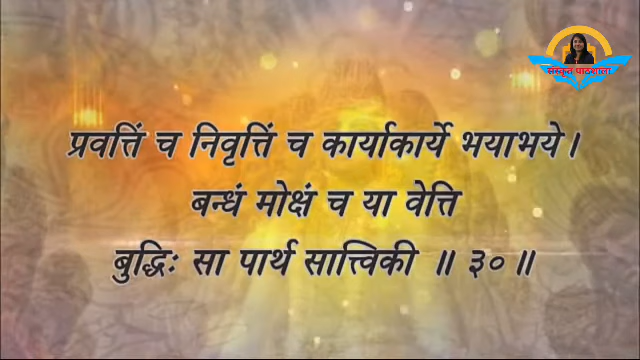 संस्कृत पाठशाला
प्रवत्तिं च निवृत्तिं च कार्याकार्ये भयाभये।
बन्धं मोक्षं च या वेत्ति
बुद्धिः सा पार्थ सात्त्विकी ॥ ३० ॥